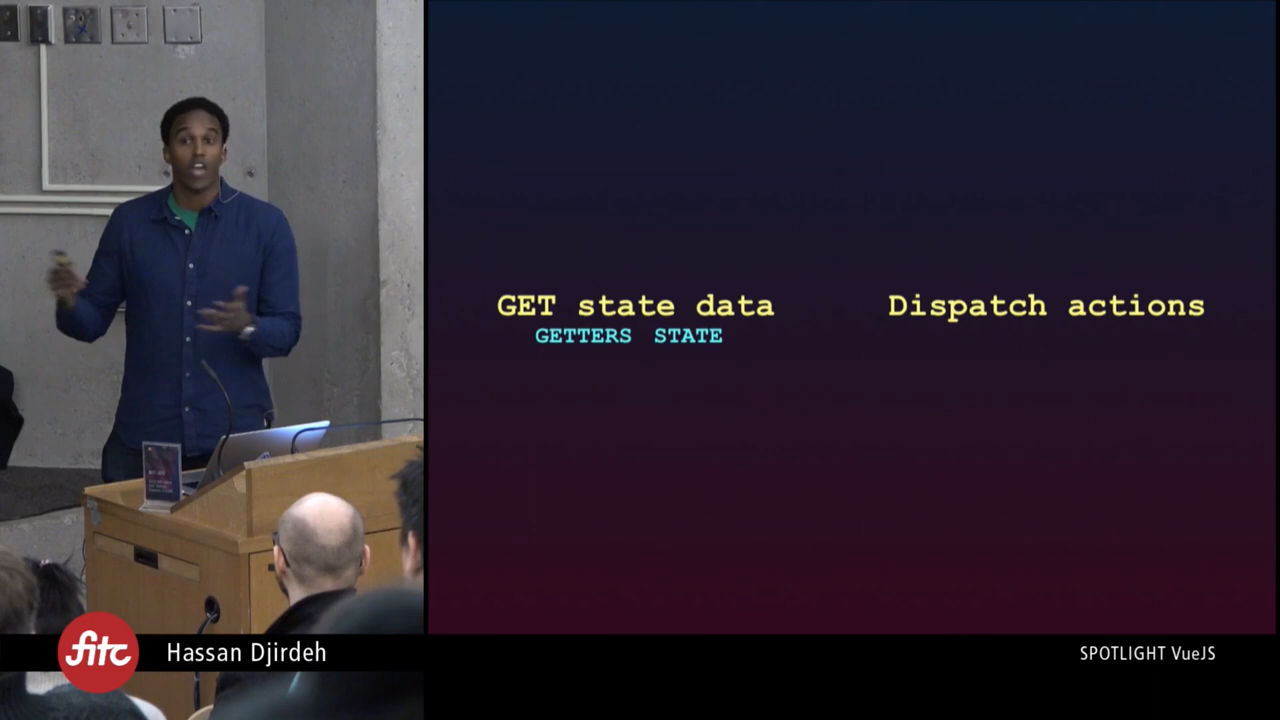 GET state data
Dispatch actions
GETTERS STATE
fitc
Hassan Djirdeh
SPOTLIGHT VueJS